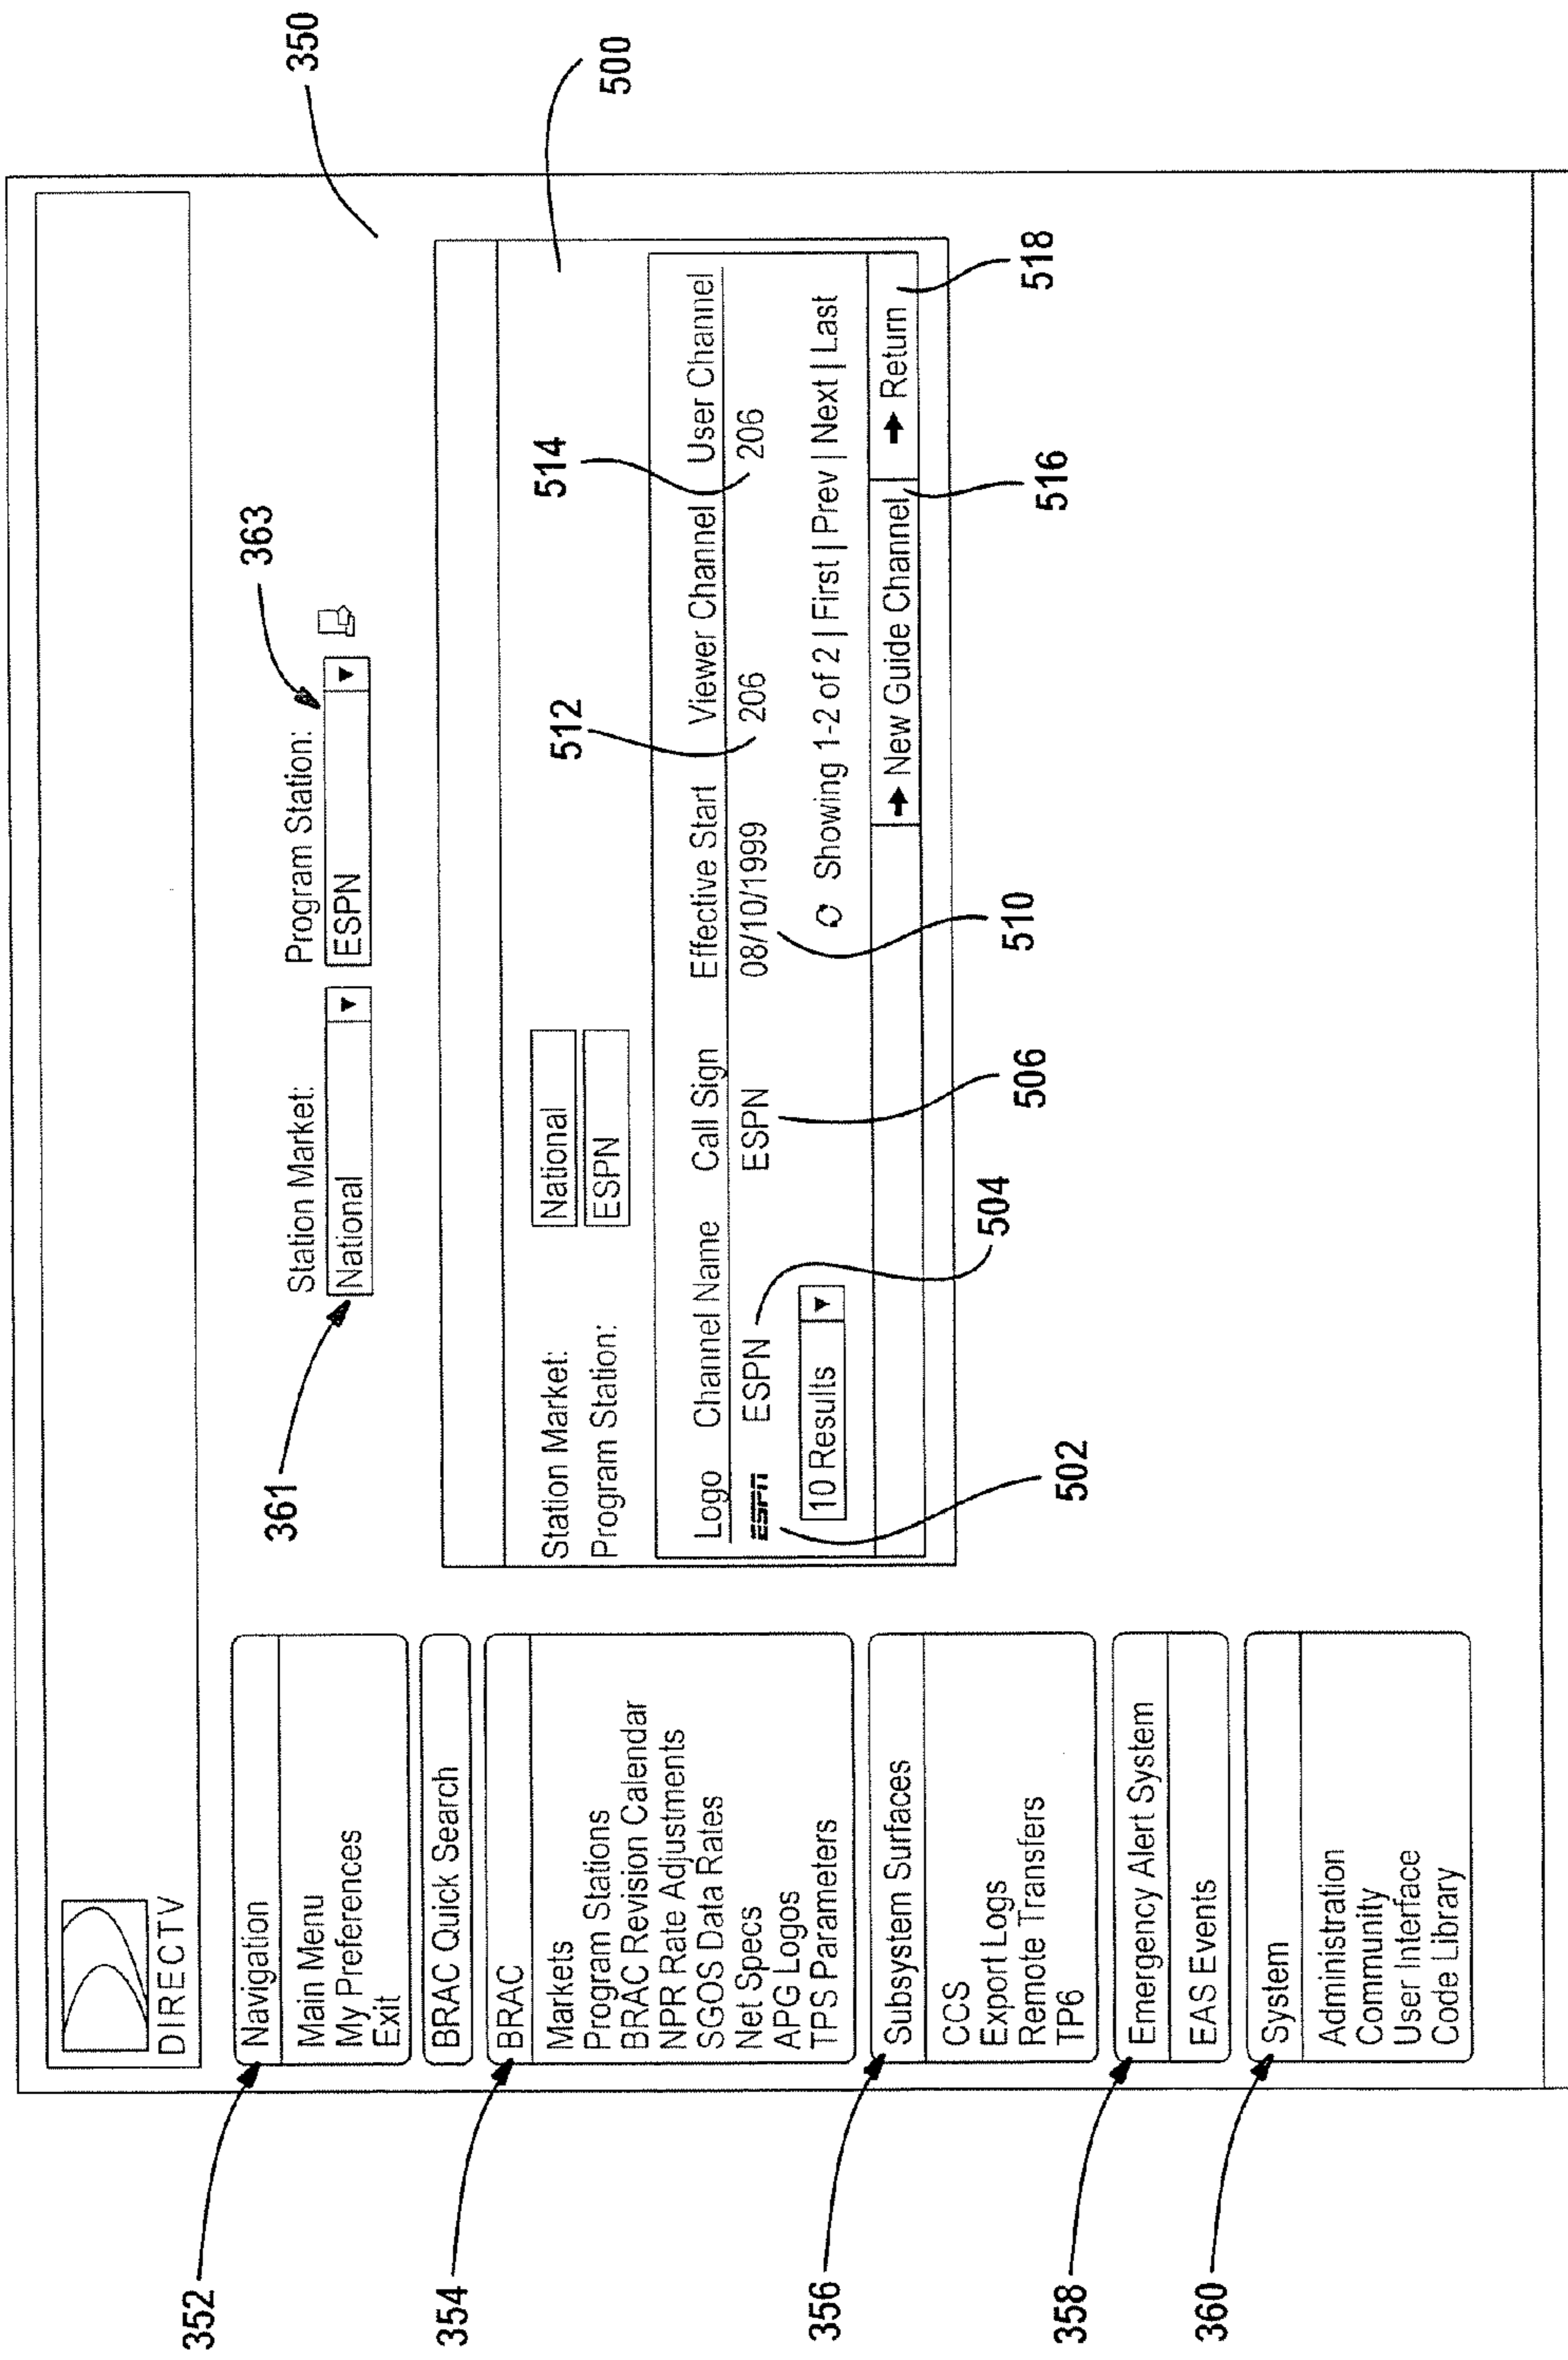 350
500
DIRECTV
352
Navigation
Main Menu
My Preferences
Exit
BRAC Quick Search
354
BRAC
Markets
Program Stations
BRAC Revision Calendar
NPR Rate Adjustments
SGOS Data Rates
Net Specs
APG Logos
TPS Parameters
356
Subsystem Surfaces
CCS
Export Logs
Remote Transfers
TP6
358
Emergency Alert System
EAS Events
360
System
Administration
Community
User Interface
Code Library
361
363
Station Market: Program Station:
National ESPN
512 514
Station Market: National
Program Station: ESPN
Logo Channel Name Call Sign Effective Start Viewer Channel User Channel
ESPN ESPN ESPN 08/10/1999 206 206
10 Results Showing 1-2 of 2 | First | Prev | Next | Last
New Guide Channel Return
502 504 506 510 516 518